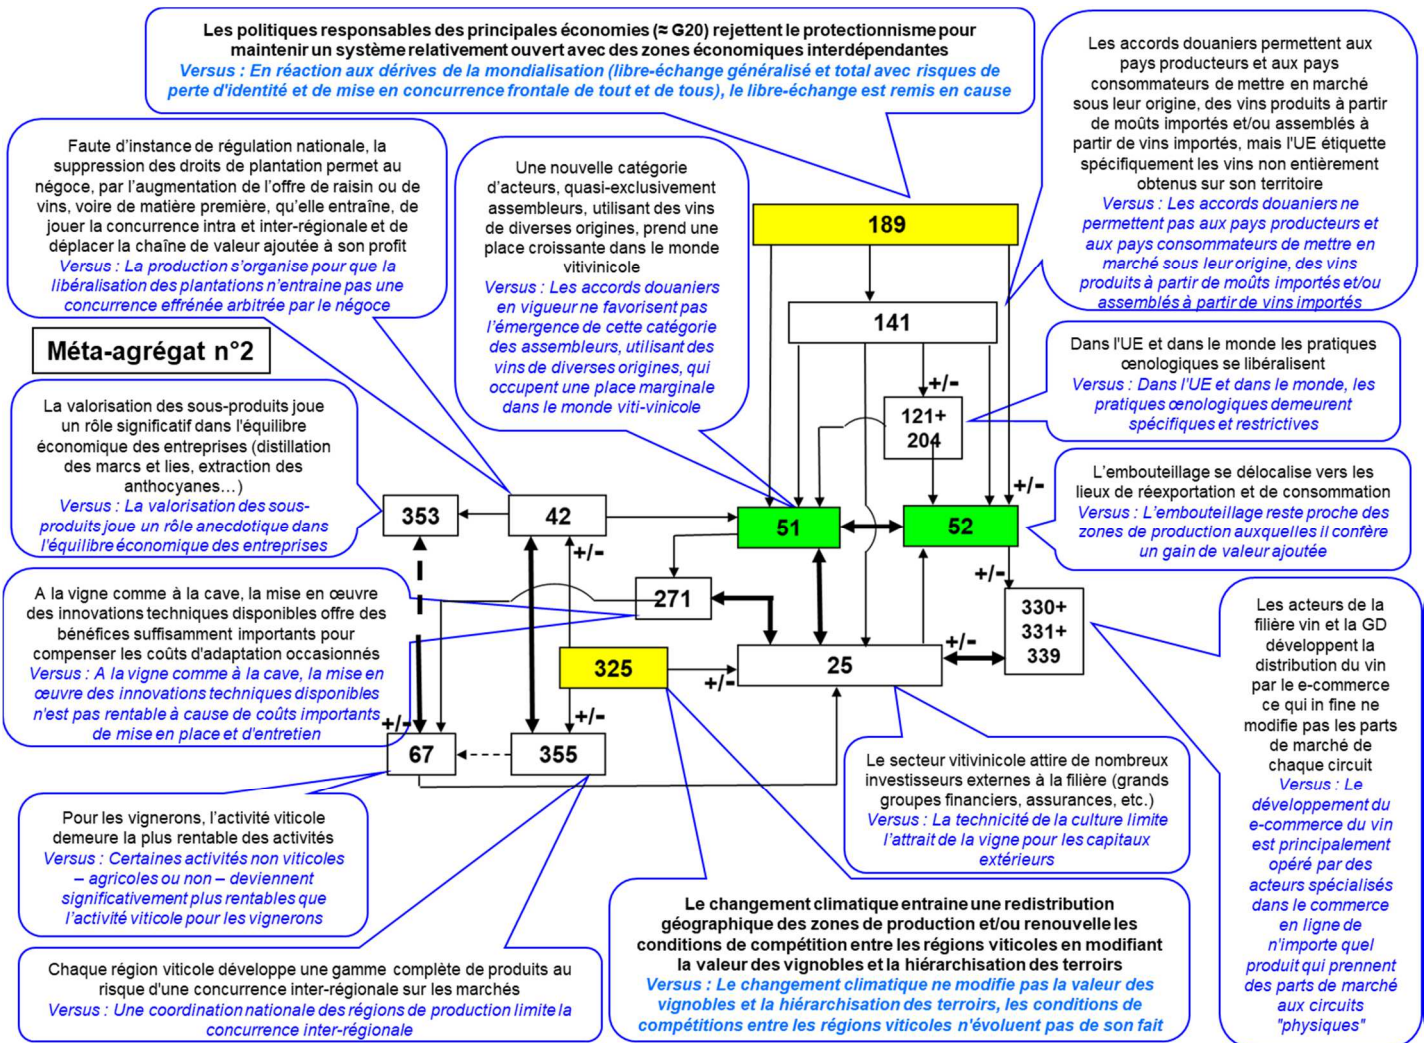 Les politiques responsables des principales économies (≈ G20) rejettent le protectionnisme pour
maintenir un système relativement ouvert avec des zones économiques interdépendantes
Versus : En réaction aux dérives de la mondialisation (libre-échange généralisé et total avec risques de
perte d'identité et de mise en concurrence frontale de tout et de tous), le libre-échange est remis en cause
Les accords douaniers permettent aux
pays producteurs et aux pays
consommateurs de mettre en marché
sous leur origine, des vins produits à partir
de moûts importés et/ou assemblés à
partir de vins importés, mais l'UE étiquette
spécifiquement les vins non entièrement
obtenus sur son territoire
Versus : Les accords douaniers ne
permettent pas aux pays producteurs et
aux pays consommateurs de mettre en
marché sous leur origine, des vins
produits à partir de moûts importés et/ou
assemblés à partir de vins importés
Faute d'instance de régulation nationale, la
suppression des droits de plantation permet au
négoce, par l'augmentation de l'offre de raisin ou de
vins, voire de matière première, qu'elle entraîne, de
jouer la concurrence intra et inter-régionale et de
déplacer la chaîne de valeur ajoutée à son profit
Versus : La production s'organise pour que la
libéralisation des plantations n'entraine pas une
concurrence effrénée arbitrée par le négoce
Une nouvelle catégorie
d'acteurs, quasi-exclusivement
assembleurs, utilisant des vins
de diverses origines, prend une
place croissante dans le monde
vitivinicole
Versus : Les accords douaniers
en vigueur ne favorisent pas
l'émergence de cette catégorie
des assembleurs, utilisant des
vins de diverses origines, qui
occupent une place marginale
dans le monde viti-vinicole
189
141
Méta-agrégat n°2
Dans l'UE et dans le monde les pratiques
œnologiques se libéralisent
Versus : Dans l'UE et dans le monde, les
pratiques œnologiques demeurent
spécifiques et restrictives
+/-
121+
204
La valorisation des sous-produits joue
un rôle significatif dans l'équilibre
économique des entreprises (distillation
des marcs et lies, extraction des
anthocyanes…)
Versus : La valorisation des sous-
produits joue un rôle anecdotique dans
l'équilibre économique des entreprises
L'embouteillage se délocalise vers les
lieux de réexportation et de consommation
Versus : L'embouteillage reste proche des
zones de production auxquelles il confère
un gain de valeur ajoutée
+/-
353
42
51
52
+/-
+/-
A la vigne comme à la cave, la mise en œuvre
des innovations techniques disponibles offre des
bénéfices suffisamment importants pour
compenser les coûts d'adaptation occasionnés
Versus : A la vigne comme à la cave, la mise en
œuvre des innovations techniques disponibles
n'est pas rentable à cause de coûts importants
de mise en place et d'entretien
271
330+
331+
339
+/-
325
25
+/-
Les acteurs de la
filière vin et la GD
développent la
distribution du vin
par le e-commerce
ce qui in fine ne
modifie pas les parts
de marché de
chaque circuit
Versus : Le
développement du
e-commerce du vin
est principalement
opéré par des
acteurs spécialisés
dans le commerce
en ligne de
n'importe quel
produit qui prennent
des parts de marché
aux circuits
"physiques"
+/-
+/-
67
355
Le secteur vitivinicole attire de nombreux
investisseurs externes à la filière (grands
groupes financiers, assurances, etc.)
Versus : La technicité de la culture limite
l'attrait de la vigne pour les capitaux
extérieurs
Pour les vignerons, l'activité viticole
demeure la plus rentable des activités
Versus : Certaines activités non viticoles
– agricoles ou non – deviennent
significativement plus rentables que
l'activité viticole pour les vignerons
Le changement climatique entraine une redistribution
géographique des zones de production et/ou renouvelle les
conditions de compétition entre les régions viticoles en modifiant
la valeur des vignobles et la hiérarchisation des terroirs
Versus : Le changement climatique ne modifie pas la valeur des
vignobles et la hiérarchisation des terroirs, les conditions de
compétitions entre les régions viticoles n'évoluent pas de son fait
Chaque région viticole développe une gamme complète de produits au
risque d'une concurrence inter-régionale sur les marchés
Versus : Une coordination nationale des régions de production limite la
concurrence inter-régionale